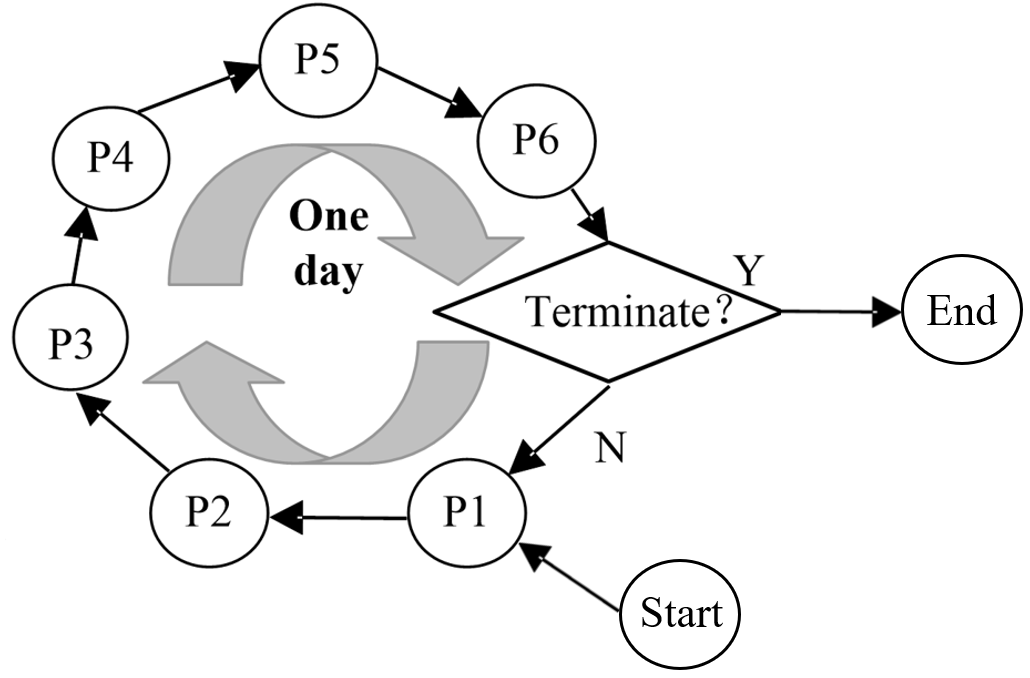 P5
P6
P4
One
day
Y
Terminate?
End
P3
N
P2
P1
Start